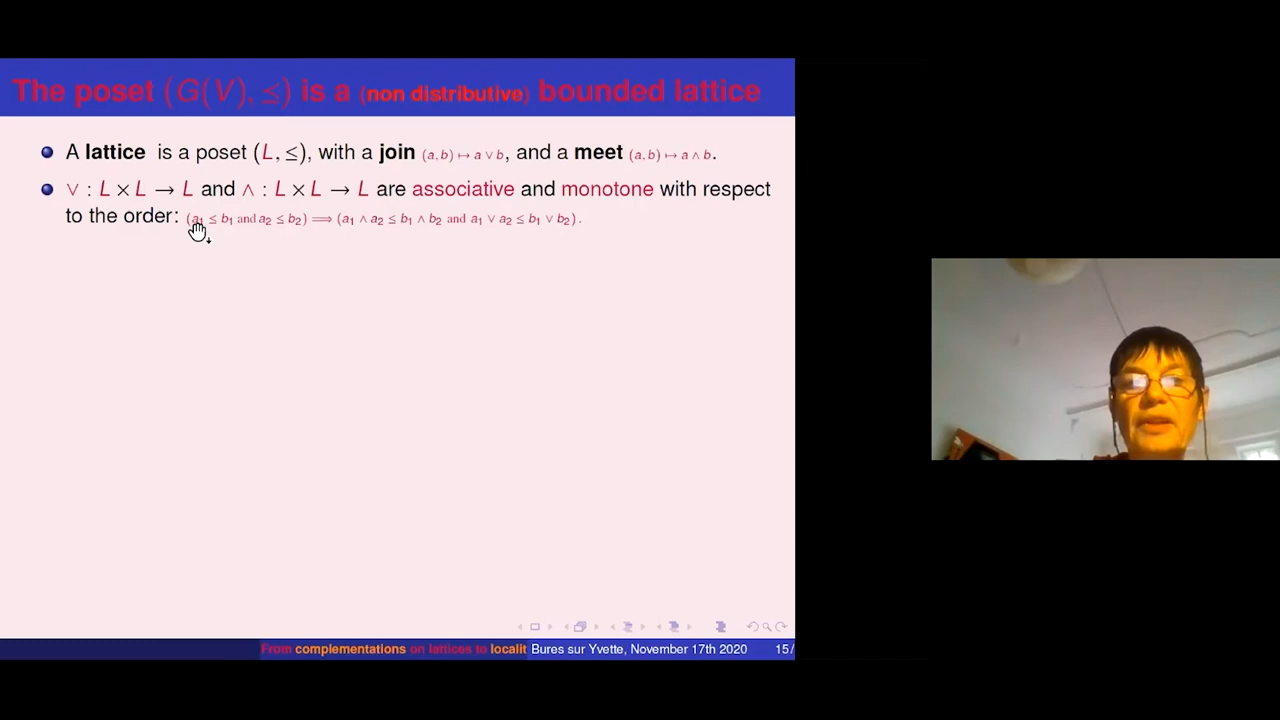 The poset (G(V), ⪯) is a (non distributive) bounded lattice
A lattice is a poset (L, ≤), with a join (a, b) ↦ a ∨ b, and a meet (a, b) ↦ a ∧ b.
∨ : L × L → L and ∧ : L × L → L are associative and monotone with respect
to the order: (a₁ ≤ b₁ and a₂ ≤ b₂) ⟹ (a₁ ∧ a₂ ≤ b₁ ∧ b₂ and a₁ ∨ a₂ ≤ b₁ ∨ b₂).
From complementations on lattices to localit Bures sur Yvette, November 17th 2020 15/